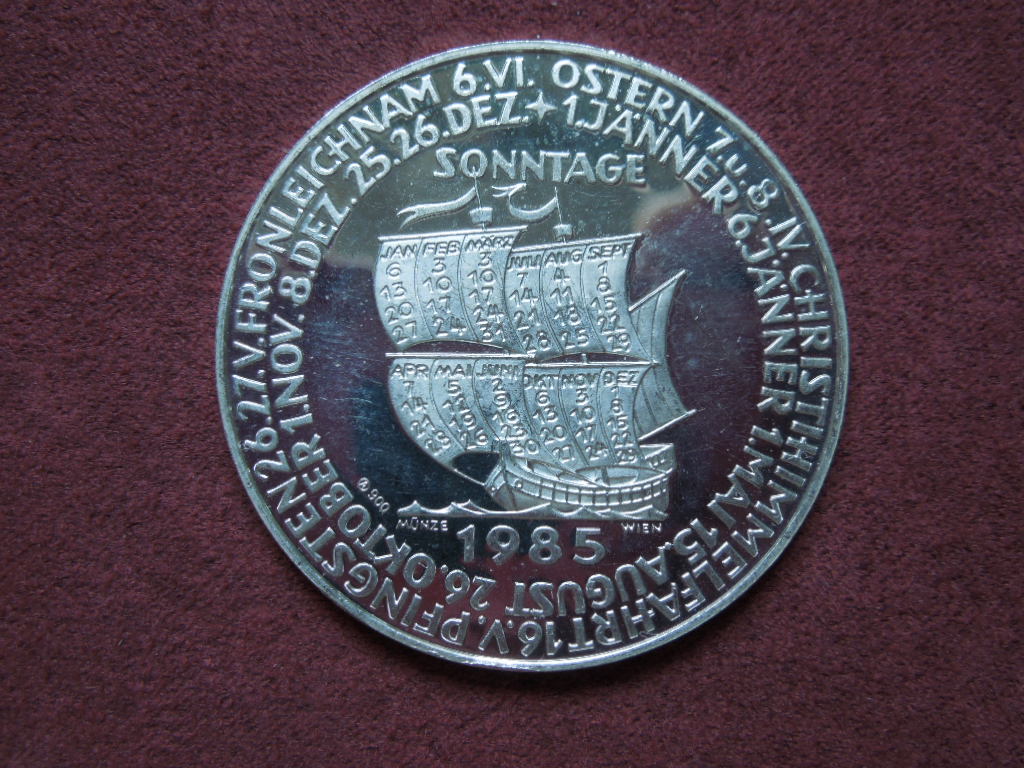 OSTERN 7.u.8.IV. CHRISTIHIMMELFAHRT 16.V. PFINGSTEN 26.27.V. FRONLEICHNAM 6.VI.
1.JÄNNER 6.JÄNNER 1.MAI 15.AUGUST 26.OKTOBER 1.NOV. 8.DEZ. 25.26.DEZ.
SONNTAGE
JAN FEB MÄRZ JULI AUG SEPT
6 3 3 7 4 1
13 10 10 14 11 8
20 17 17 21 18 15
27 24 24 28 25 22
31 29
APR MAI JUNI OKT NOV DEZ
7 5 2 6 3 1
14 12 9 13 10 8
21 19 16 20 17 15
28 26 23 27 24 22
30 29
900
MÜNZE WIEN
1985